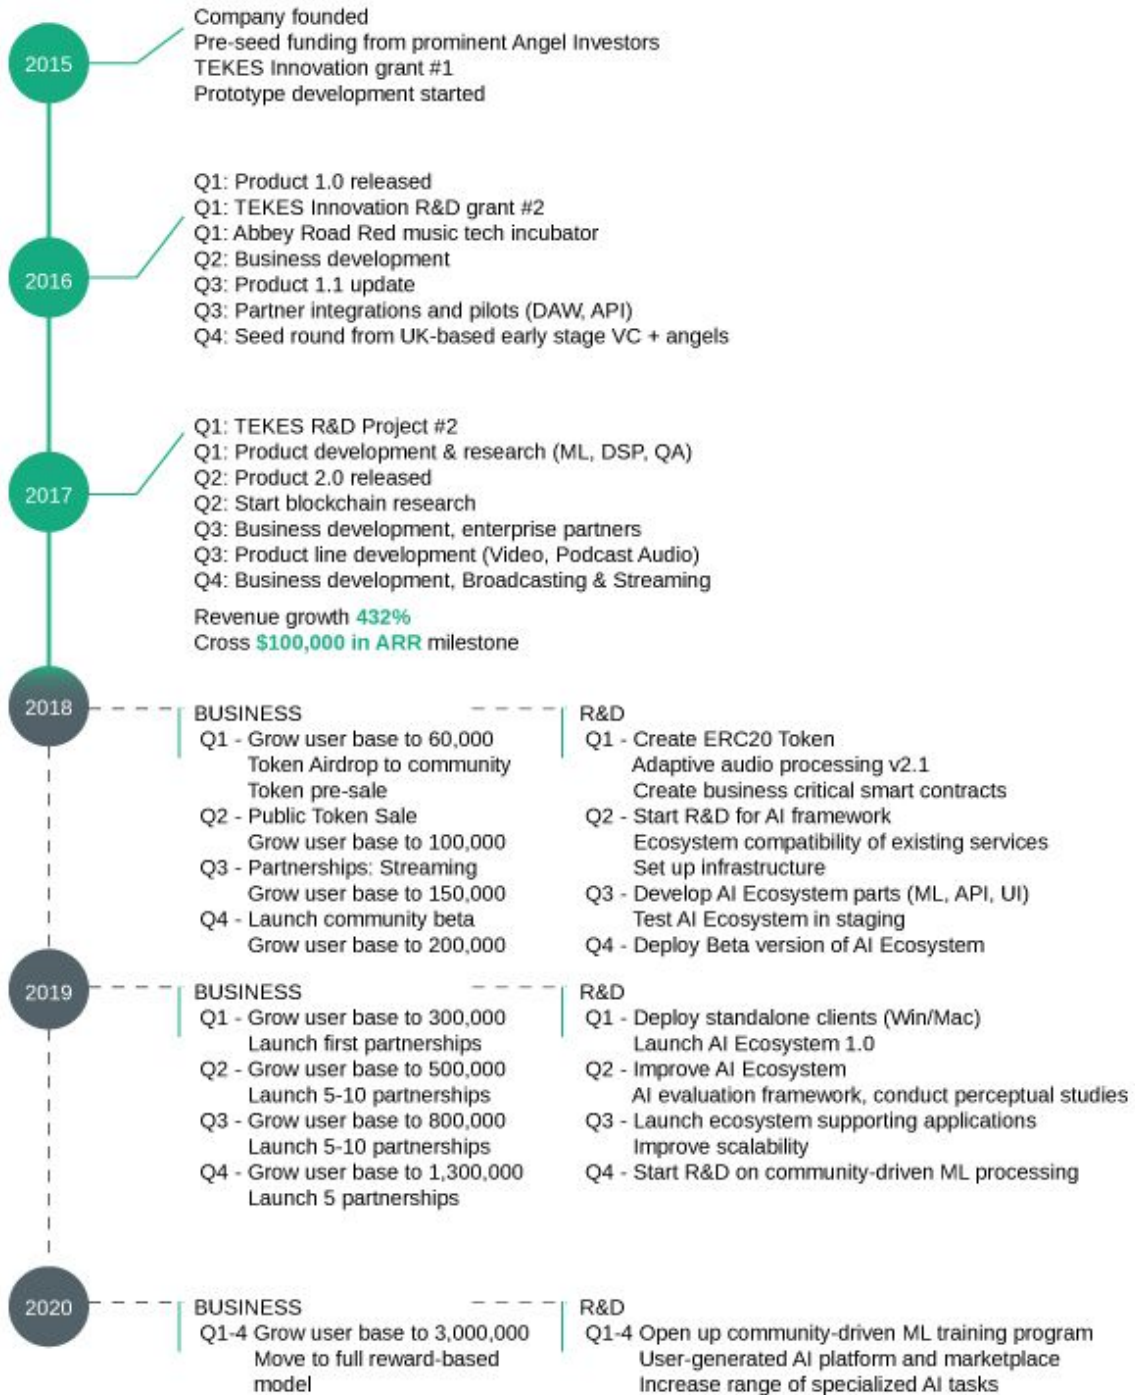 2015
Company founded
Pre-seed funding from prominent Angel Investors
TEKES Innovation grant #1
Prototype development started
2016
Q1: Product 1.0 released
Q1: TEKES Innovation R&D grant #2
Q1: Abbey Road Red music tech incubator
Q2: Business development
Q3: Product 1.1 update
Q3: Partner integrations and pilots (DAW, API)
Q4: Seed round from UK-based early stage VC + angels
2017
Q1: TEKES R&D Project #2
Q1: Product development & research (ML, DSP, QA)
Q2: Product 2.0 released
Q2: Start blockchain research
Q3: Business development, enterprise partners
Q3: Product line development (Video, Podcast Audio)
Q4: Business development, Broadcasting & Streaming
Revenue growth 432%
Cross $100,000 in ARR milestone
2018
BUSINESS
Q1 - Grow user base to 60,000
Token Airdrop to community
Token pre-sale
Q2 - Public Token Sale
Grow user base to 100,000
Q3 - Partnerships: Streaming
Grow user base to 150,000
Q4 - Launch community beta
Grow user base to 200,000
R&D
Q1 - Create ERC20 Token
Adaptive audio processing v2.1
Create business critical smart contracts
Q2 - Start R&D for AI framework
Ecosystem compatibility of existing services
Set up infrastructure
Q3 - Develop AI Ecosystem parts (ML, API, UI)
Test AI Ecosystem in staging
Q4 - Deploy Beta version of AI Ecosystem
2019
BUSINESS
Q1 - Grow user base to 300,000
Launch first partnerships
Q2 - Grow user base to 500,000
Launch 5-10 partnerships
Q3 - Grow user base to 800,000
Launch 5-10 partnerships
Q4 - Grow user base to 1,300,000
Launch 5 partnerships
R&D
Q1 - Deploy standalone clients (Win/Mac)
Launch AI Ecosystem 1.0
Q2 - Improve AI Ecosystem
AI evaluation framework, conduct perceptual studies
Q3 - Launch ecosystem supporting applications
Improve scalability
Q4 - Start R&D on community-driven ML processing
2020
BUSINESS
Q1-4 Grow user base to 3,000,000
Move to full reward-based
model
R&D
Q1-4 Open up community-driven ML training program
User-generated AI platform and marketplace
Increase range of specialized AI tasks